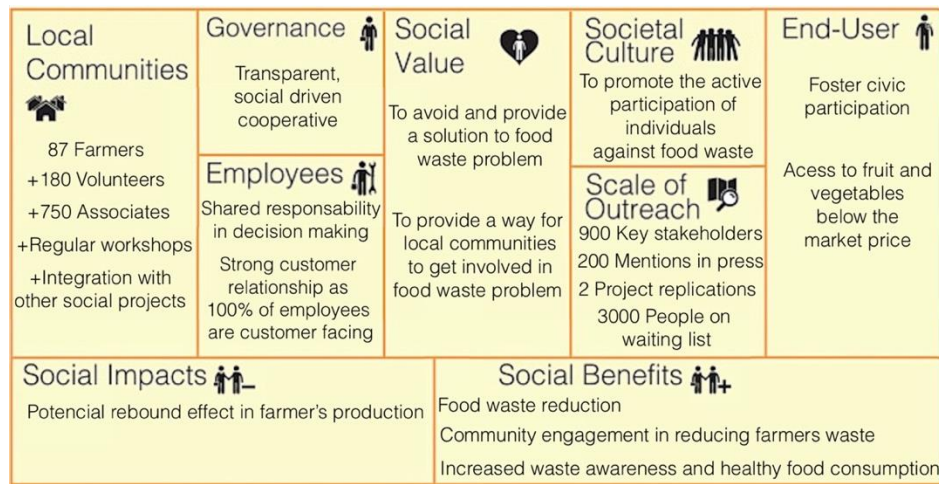 Local
Communities
87 Farmers
+180 Volunteers
+750 Associates
+Regular workshops
+Integration with
other social projects
Governance
Transparent,
social driven
cooperative
Employees
Shared responsability
in decision making
Strong customer
relationship as
100% of employees
are customer facing
Social
Value
To avoid and provide
a solution to food
waste problem
To provide a way for
local communities
to get involved in
food waste problem
Societal
Culture
To promote the active
participation of
individuals
against food waste
Scale of
Outreach
900 Key stakeholders
200 Mentions in press
2 Project replications
3000 People on
waiting list
End-User
Foster civic
participation
Acess to fruit and
vegetables
below the
market price
Social Impacts
Potencial rebound effect in farmer's production
Social Benefits
Food waste reduction
Community engagement in reducing farmers waste
Increased waste awareness and healthy food consumption